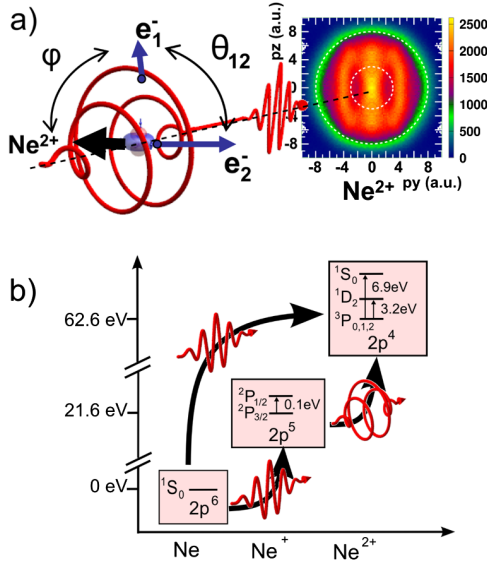 a)
φ
e₁⁻
θ₁₂
Ne²⁺
e₂⁻
pz (a.u.)
8
4
0
-4
-8
-8 -4 0 4 8
Ne²⁺ py (a.u.)
2500
2000
1500
1000
500
0
b)
62.6 eV
21.6 eV
0 eV
¹S₀
6.9eV
¹D₂
3.2eV
³P₀,₁,₂
2p⁴
²P₁/₂
0.1eV
²P₃/₂
2p⁵
¹S₀
2p⁶
Ne Ne⁺ Ne²⁺